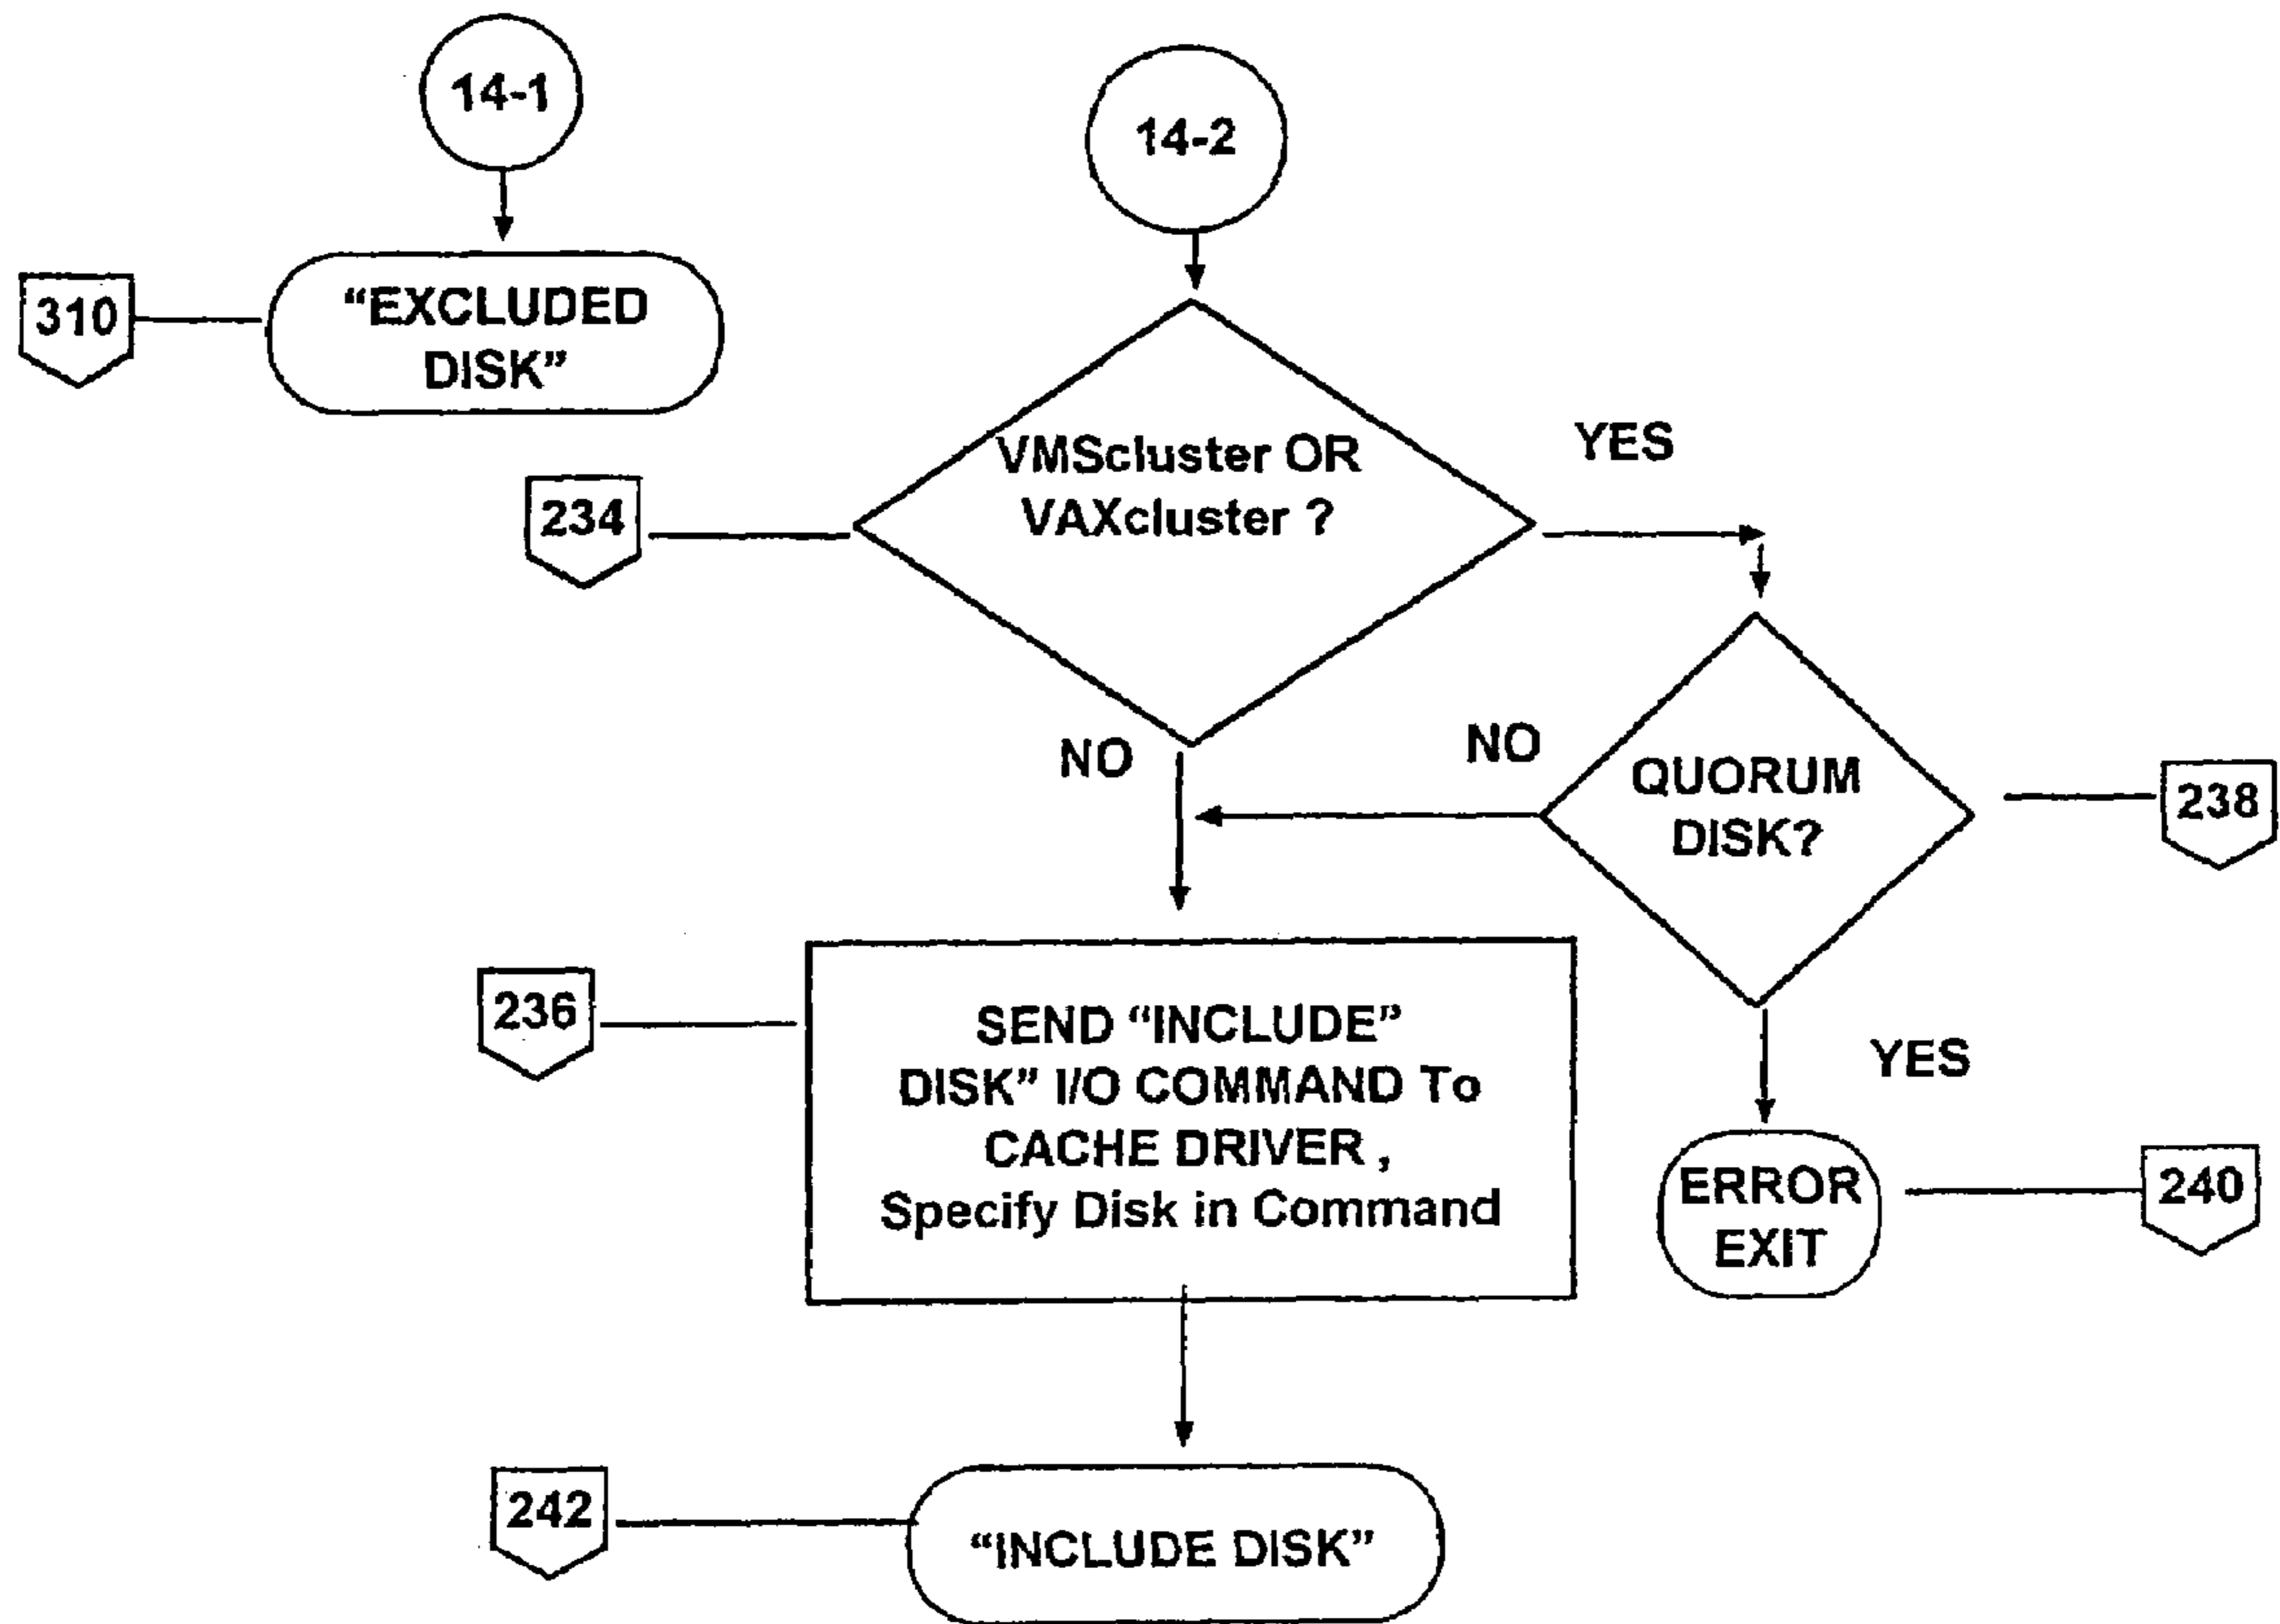 14-1
14-2
310
“EXCLUDED
DISK”
234
VMScluster OR
VAXcluster ?
YES
NO
NO
QUORUM
DISK?
238
236
SEND “INCLUDE”
DISK” I/O COMMAND To
CACHE DRIVER ,
Specify Disk in Command
YES
ERROR
EXIT
240
242
“INCLUDE DISK”